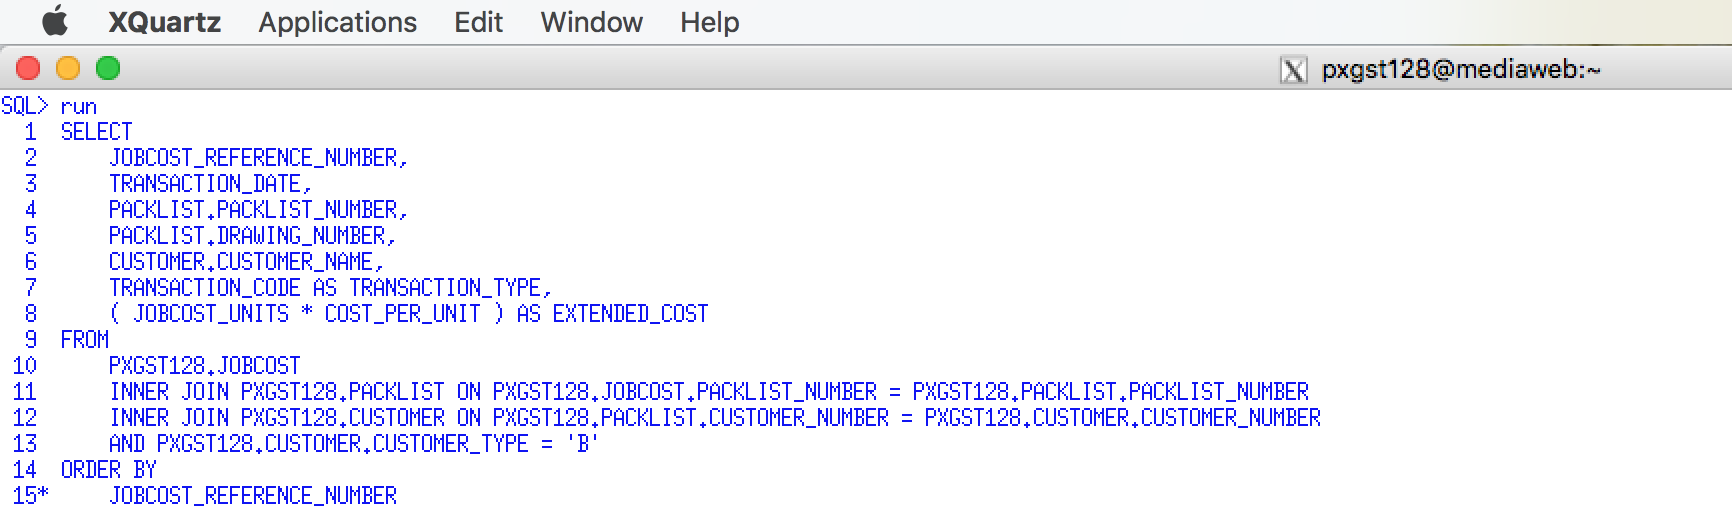 XQuartz Applications Edit Window Help
X pxgst128@mediaweb:~
SQL> run
1 SELECT
2 JOBCOST_REFERENCE_NUMBER,
3 TRANSACTION_DATE,
4 PACKLIST.PACKLIST_NUMBER,
5 PACKLIST.DRAWING_NUMBER,
6 CUSTOMER.CUSTOMER_NAME,
7 TRANSACTION_CODE AS TRANSACTION_TYPE,
8 ( JOBCOST_UNITS * COST_PER_UNIT ) AS EXTENDED_COST
9 FROM
10 PXGST128.JOBCOST
11 INNER JOIN PXGST128.PACKLIST ON PXGST128.JOBCOST.PACKLIST_NUMBER = PXGST128.PACKLIST.PACKLIST_NUMBER
12 INNER JOIN PXGST128.CUSTOMER ON PXGST128.PACKLIST.CUSTOMER_NUMBER = PXGST128.CUSTOMER.CUSTOMER_NUMBER
13 AND PXGST128.CUSTOMER.CUSTOMER_TYPE = 'B'
14 ORDER BY
15* JOBCOST_REFERENCE_NUMBER